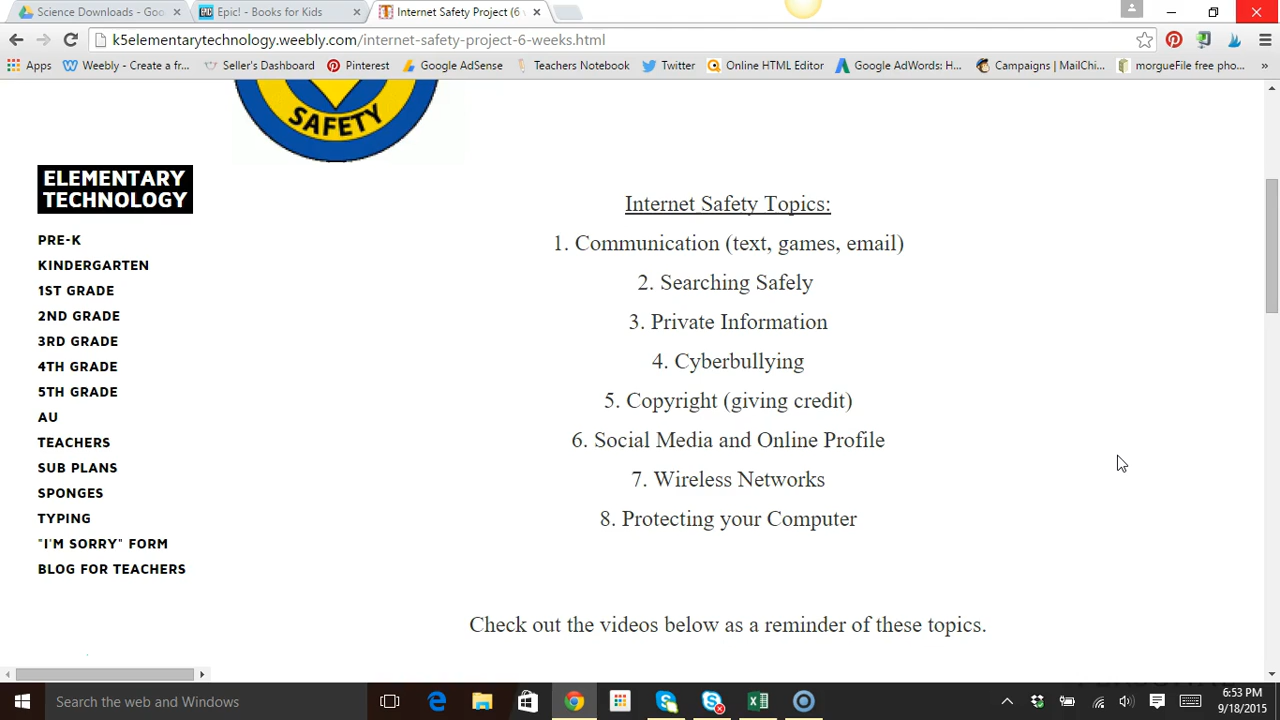 Science Downloads - Goo
Epic! - Books for Kids
Internet Safety Project (6
k5elementarytechnology.weebly.com/internet-safety-project-6-weeks.html
Apps
Weebly - Create a fr...
Seller's Dashboard
Pinterest
Google AdSense
Teachers Notebook
Twitter
Online HTML Editor
Google AdWords: H...
Campaigns | MailChi...
morgueFile free pho...
»
SAFETY
ELEMENTARY
TECHNOLOGY
PRE-K
KINDERGARTEN
1ST GRADE
2ND GRADE
3RD GRADE
4TH GRADE
5TH GRADE
AU
TEACHERS
SUB PLANS
SPONGES
TYPING
"I'M SORRY" FORM
BLOG FOR TEACHERS
Internet Safety Topics:
1. Communication (text, games, email)
2. Searching Safely
3. Private Information
4. Cyberbullying
5. Copyright (giving credit)
6. Social Media and Online Profile
7. Wireless Networks
8. Protecting your Computer
Check out the videos below as a reminder of these topics.
Search the web and Windows
6:53 PM
9/18/2015